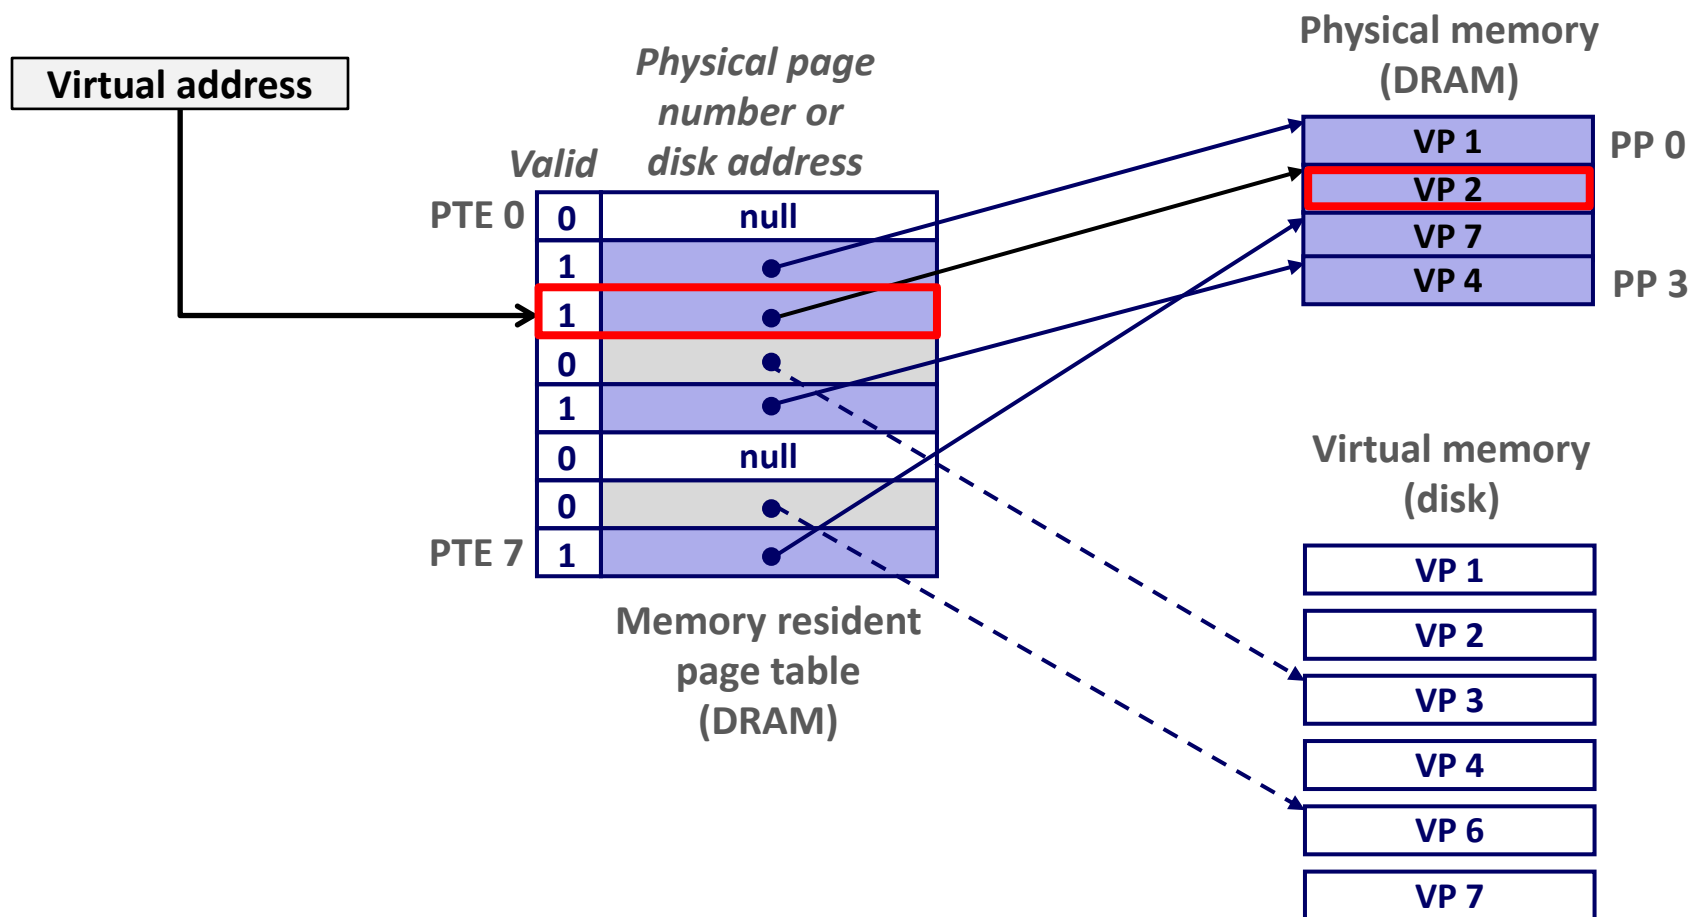 Virtual address
Physical page
number or
disk address
Valid
PTE 0
0
null
1
1
0
1
0
null
0
PTE 7
1
Memory resident
page table
(DRAM)
Physical memory
(DRAM)
VP 1
PP 0
VP 2
VP 7
VP 4
PP 3
Virtual memory
(disk)
VP 1
VP 2
VP 3
VP 4
VP 6
VP 7